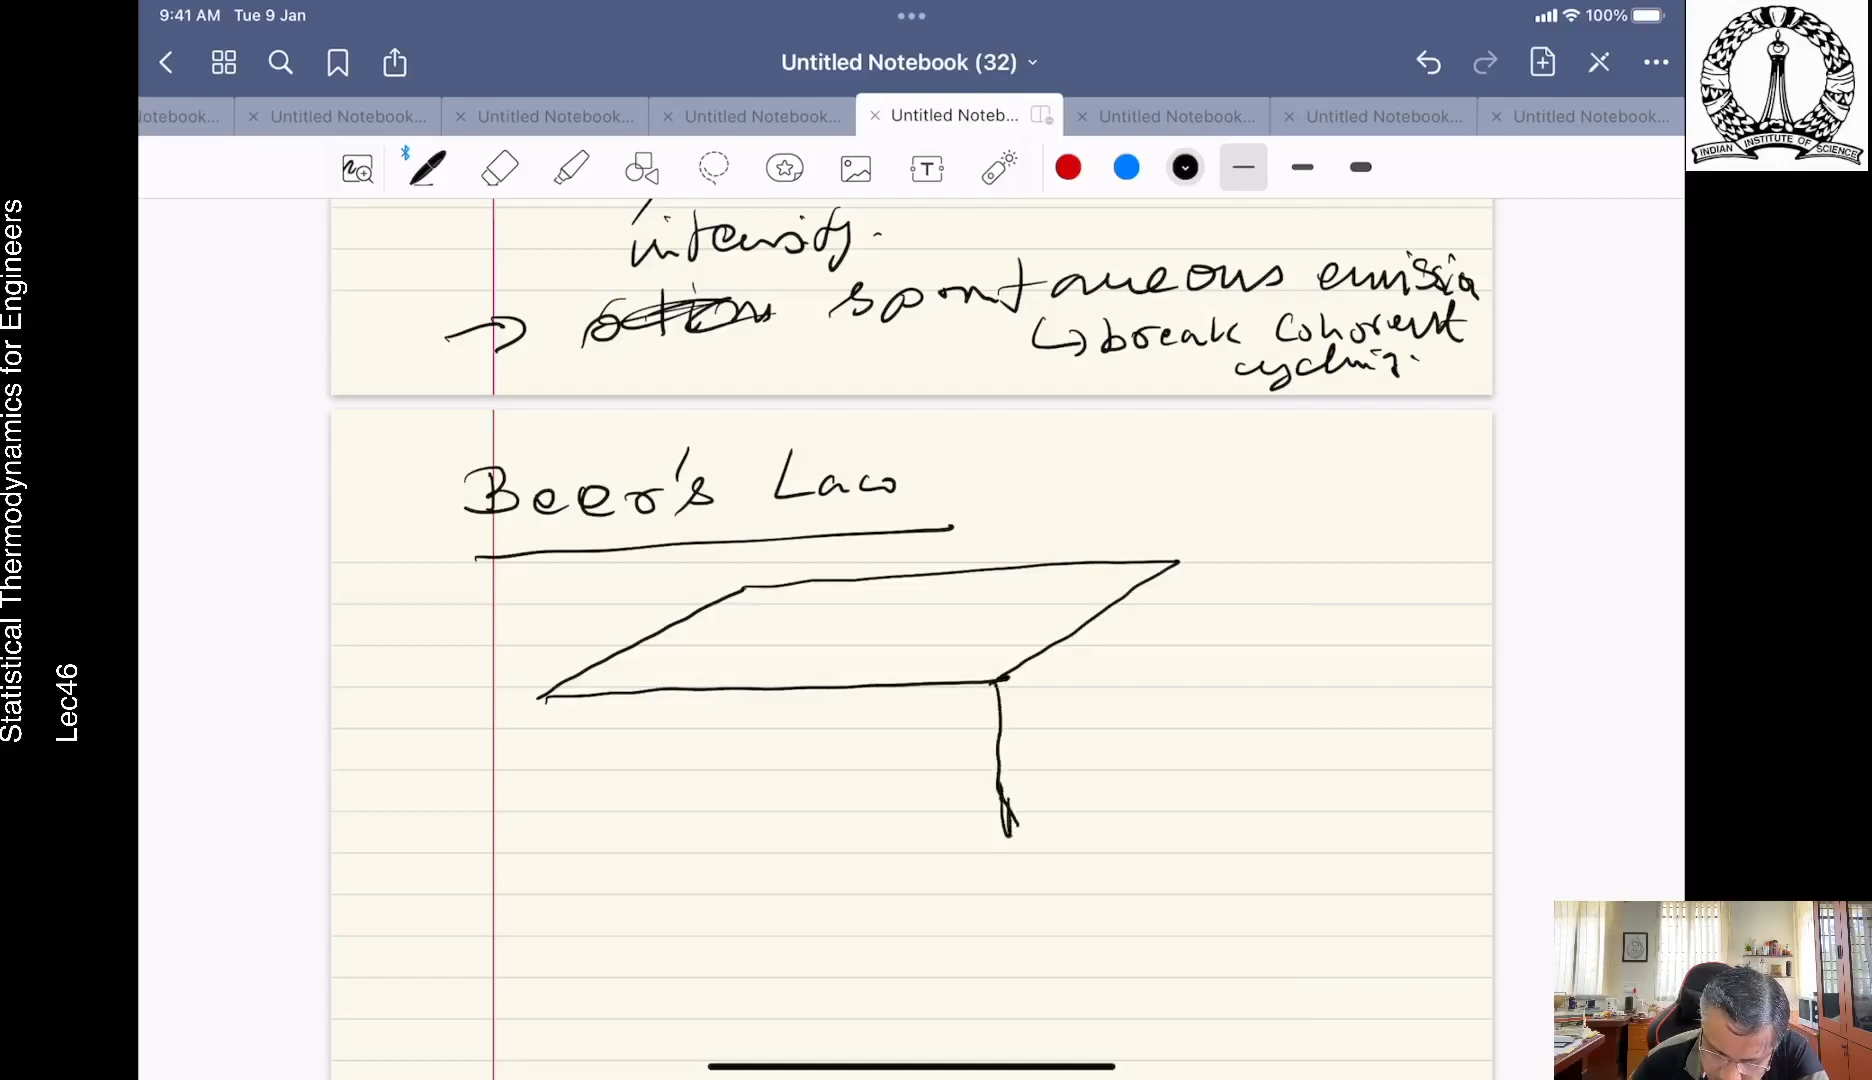 9:41 AM Tue 9 Jan
100%
Untitled Notebook (32)
otebook...
Untitled Notebook...
Untitled Notebook...
Untitled Notebook...
Untitled Noteb...
Untitled Notebook...
Untitled Notebook...
Untitled Notebook...
INDIAN INSTITUTE OF SCIENCE
Statistical Thermodynamics for Engineers
Lec46
intensity.
→ spontaneous emission
↳ break coherent
cycling.
Beer's Law